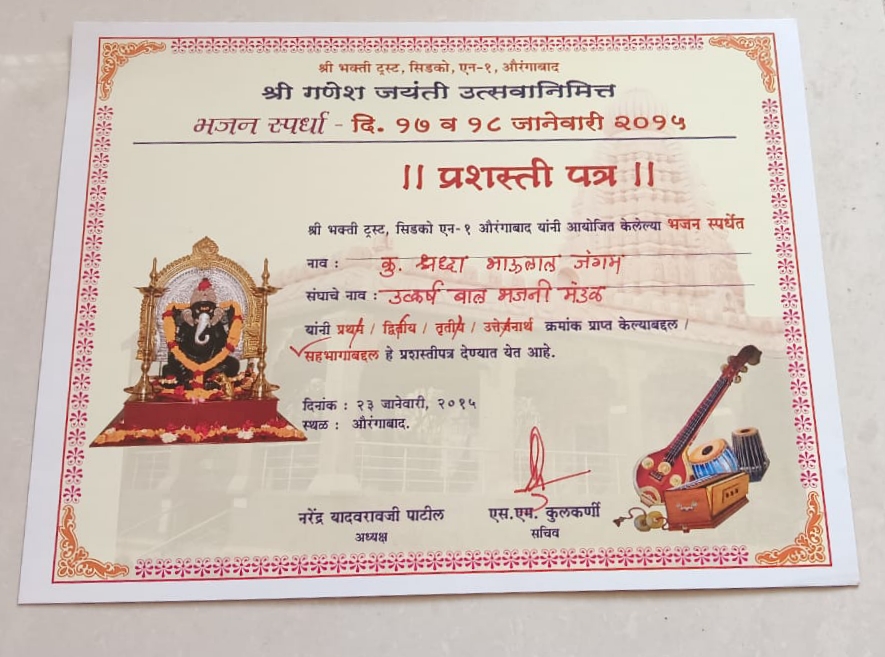 श्री भक्ती ट्रस्ट, सिडको, एन-१, औरंगाबाद
श्री गणेश जयंती उत्सवानिमित्त
भजन स्पर्धा - दि. १७ व १८ जानेवारी २०१५
|| प्रशस्ती पत्र ||
श्री भक्ती ट्रस्ट, सिडको एन-१ औरंगाबाद यांनी आयोजित केलेल्या भजन स्पर्धेत
नाव : कु. श्रध्दा भाऊलाल जंगम
संघाचे नाव : उत्कर्ष बाल भजनी मंडळ
यांनी प्रथम / द्वितीय / तृतीय / उत्तेजनार्थ क्रमांक प्राप्त केल्याबद्दल /
सहभागाबद्दल हे प्रशस्तीपत्र देण्यात येत आहे.
दिनांक : २३ जानेवारी, २०१५
स्थळ : औरंगाबाद.
नरेंद्र यादवरावजी पाटील
अध्यक्ष
एस.एम. कुलकर्णी
सचिव